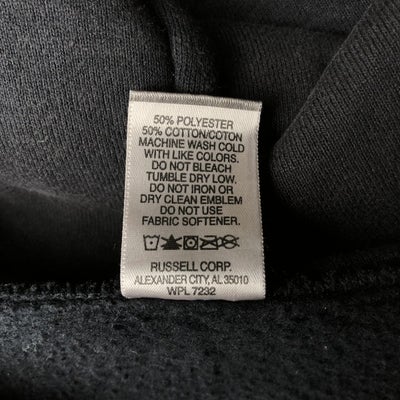 50% POLYESTER
50% COTTON/COTON
MACHINE WASH COLD
WITH LIKE COLORS.
DO NOT BLEACH
TUMBLE DRY LOW.
DO NOT IRON OR
DRY CLEAN EMBLEM
DO NOT USE
FABRIC SOFTENER.
RUSSELL CORP.
ALEXANDER CITY, AL 35010
WPL 7232